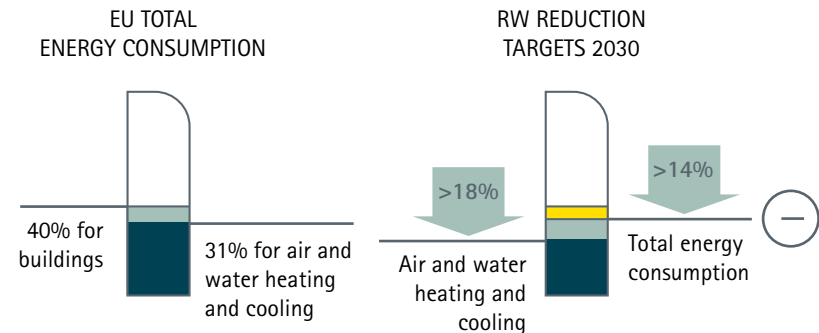 EU TOTAL
ENERGY CONSUMPTION
40% for
buildings
31% for air and
water heating
and cooling
RW REDUCTION
TARGETS 2030
>18%
>14%
Air and water
heating and
cooling
Total energy
consumption